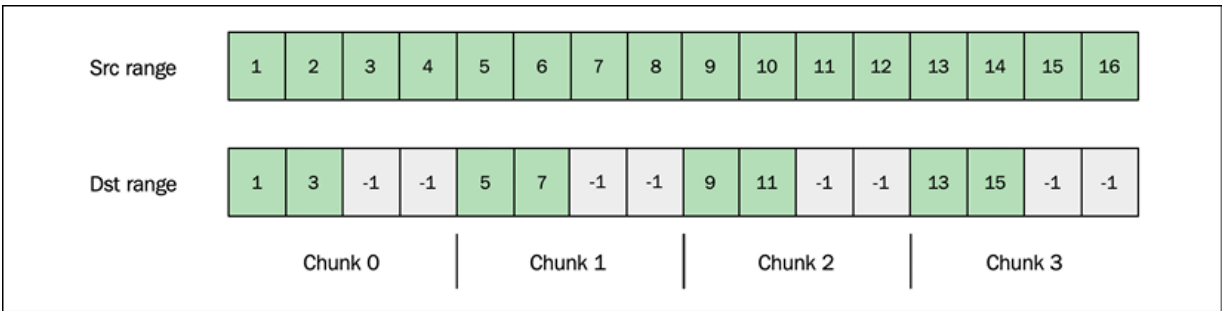 Src range 1 2 3 4 5 6 7 8 9 10 11 12 13 14 15 16
Dst range 1 3 -1 -1 5 7 -1 -1 9 11 -1 -1 13 15 -1 -1
Chunk 0 Chunk 1 Chunk 2 Chunk 3